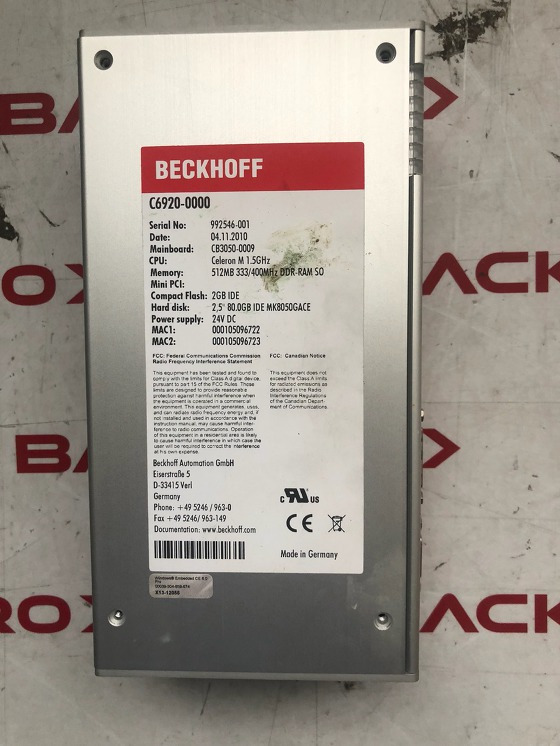 BECKHOFF
C6920-0000
Serial No: 992546-001
Date: 04.11.2010
Mainboard: CB3050-0009
CPU: Celeron M 1.5GHz
Memory: 512MB 333/400MHz DDR-RAM SO
Mini PCI:
Compact Flash: 2GB IDE
Hard disk: 2,5" 80.0GB IDE MK8050GACE
Power supply: 24V DC
MAC1: 000105096722
MAC2: 000105096723
FCC: Federal Communications Commission
Radio Frequency Interference Statement
This equipment has been tested and found to
comply with the limits for Class A digital device,
pursuant to part 15 of the FCC Rules. These
limits are designed to provide reasonable
protection against harmful interference when
the equipment is operated in a commercial
environment. This equipment generates, uses,
and can radiate radio frequency energy and, if
not installed and used in accordance with the
instruction manual, may cause harmful inter-
ference to radio communications. Operation
of this equipment in a residential area is likely
to cause harmful interference in which case the
user will be required to correct the interference
at his own expense.
FCC: Canadian Notice
This equipment does not
exceed the Class A limits
for radiated emissions as
described in the Radio
Interference Regulations
of the Canadian Depart-
ment of Communications.
Beckhoff Automation GmbH
Eiserstraße 5
D-33415 Verl
Germany
Phone: +49 5246 / 963-0
Fax +49 5246/ 963-149
Documentation: www.beckhoff.com
C US
CE
Made in Germany
Windows® Embedded CE 6.0
Pro
X13-12068
BA
ACK
BA
ACK
ROX
ACK